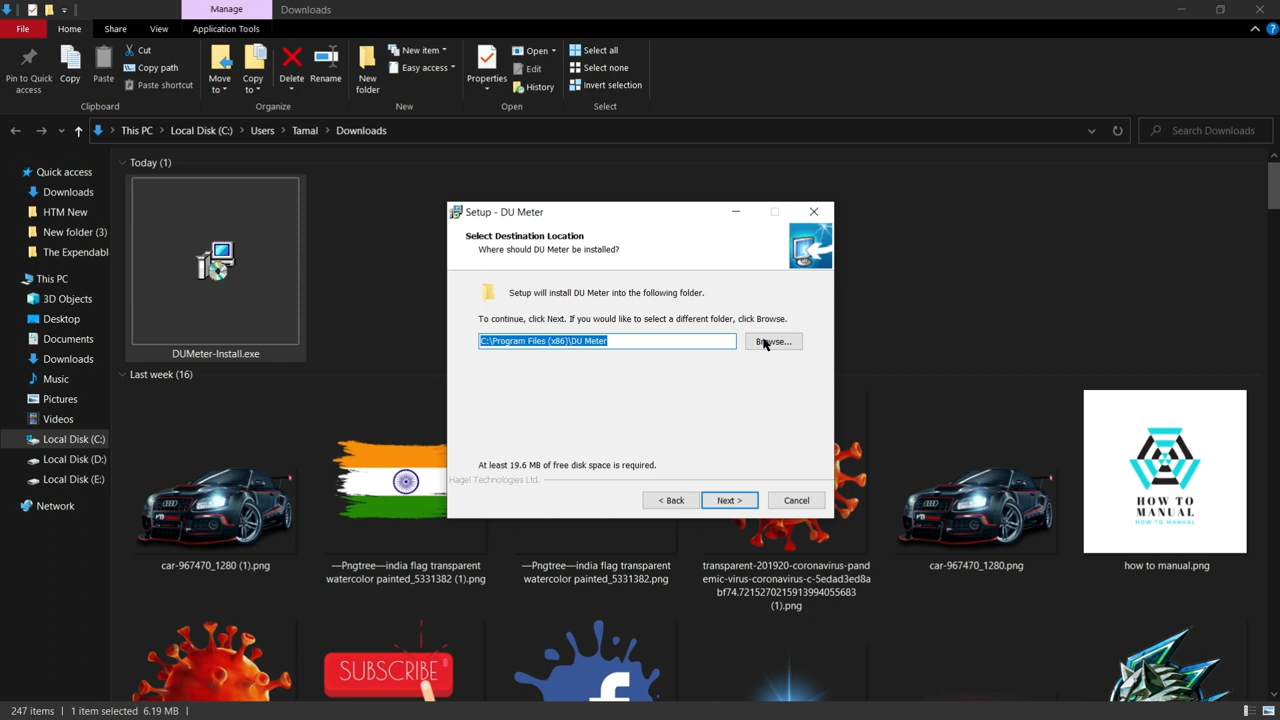 Manage
Downloads
File
Home
Share
View
Application Tools
Pin to Quick
access
Copy
Paste
Cut
Copy path
Paste shortcut
Clipboard
Move
to
Copy
to
Delete
Rename
Organize
New
folder
New item
Easy access
New
Properties
Open
Edit
History
Open
Select all
Select none
Invert selection
Select
This PC > Local Disk (C:) > Users > Tamal > Downloads
Search Downloads
Quick access
Downloads
HTM New
New folder (3)
The Expendabl
This PC
3D Objects
Desktop
Documents
Downloads
Music
Pictures
Videos
Local Disk (C:)
Local Disk (D:)
Local Disk (E:)
Network
Today (1)
DUMeter-Install.exe
Last week (16)
Setup - DU Meter
Select Destination Location
Where should DU Meter be installed?
Setup will install DU Meter into the following folder.
To continue, click Next. If you would like to select a different folder, click Browse.
C:\Program Files (x86)\DU Meter
Browse...
At least 19.6 MB of free disk space is required.
Hagel Technologies Ltd.
< Back
Next >
Cancel
HOW TO
MANUAL
HOW TO MANUAL
car-967470_1280 (1).png
—Pngtree—india flag transparent
watercolor painted_5331382 (1).png
—Pngtree—india flag transparent
watercolor painted_5331382.png
transparent-201920-coronavirus-pand
emic-virus-coronavirus-c-5edad3ed8a
bf74.7215270215913994055683
(1).png
car-967470_1280.png
how to manual.png
SUBSCRIBE
f
247 items
1 item selected 6.19 MB